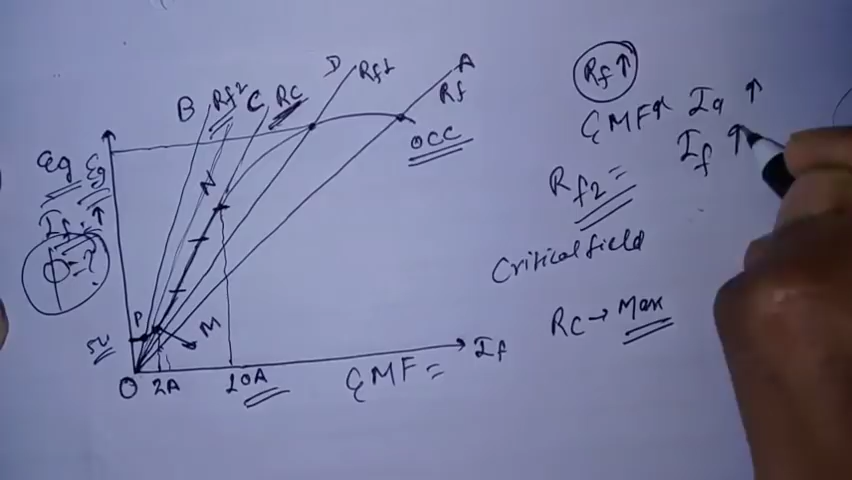 D Rf1
A
Rf
B Rf2 C RC
Rf ↑
EMF↑ Ia ↑
If ↑
OCC
Eg Eg
If ↑
Φ = ?
N
Rf2 =
Critical field
P
M
5V
RC → Max
O 2A 10A EMF = If